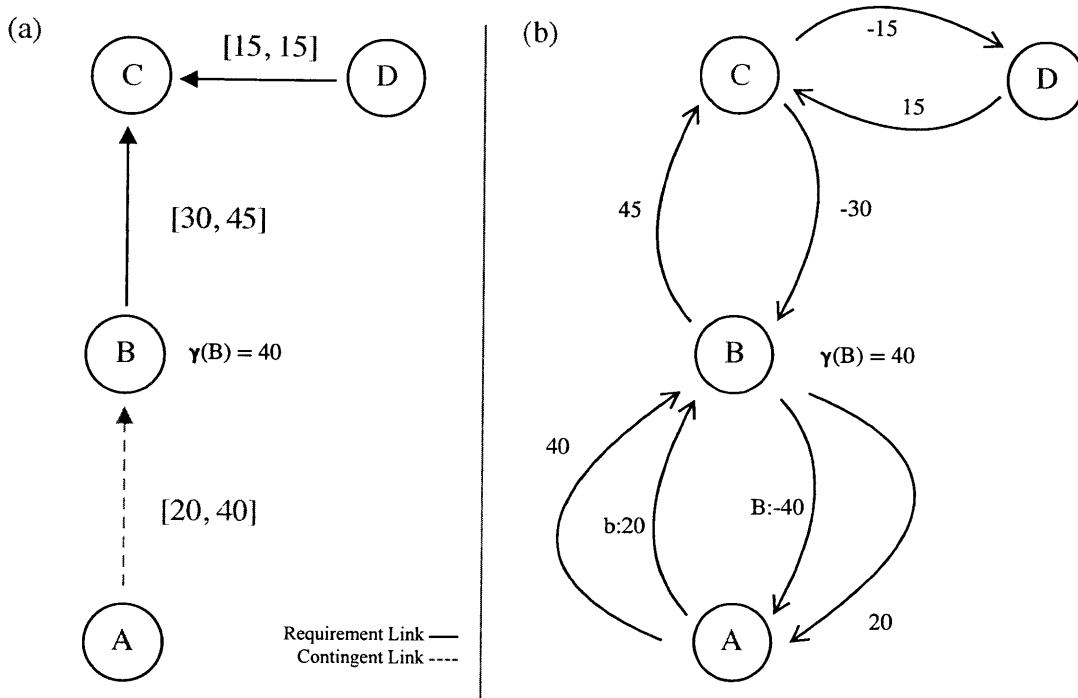 (a)
C
[15, 15]
D
[30, 45]
B
γ(B) = 40
[20, 40]
A
Requirement Link
Contingent Link
(b)
C
-15
D
15
45
-30
B
γ(B) = 40
40
b:20
B:-40
20
A